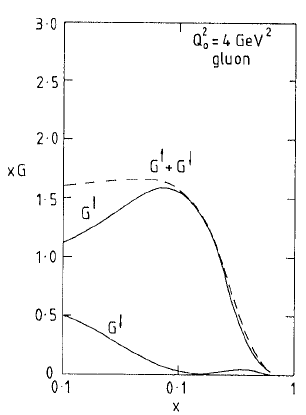 3·0
Q₀² = 4 GeV²
gluon
2·5
2·0
xG
G↑ + G↓
1·5
G↑
1·0
0·5
G↓
0
0·1
0·1
1
x